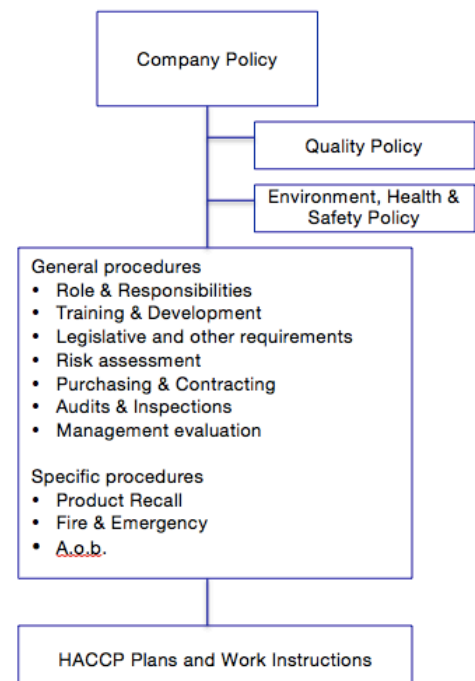 Company Policy
Quality Policy
Environment, Health &
Safety Policy
General procedures
• Role & Responsibilities
• Training & Development
• Legislative and other requirements
• Risk assessment
• Purchasing & Contracting
• Audits & Inspections
• Management evaluation
Specific procedures
• Product Recall
• Fire & Emergency
• A.o.b.
HACCP Plans and Work Instructions